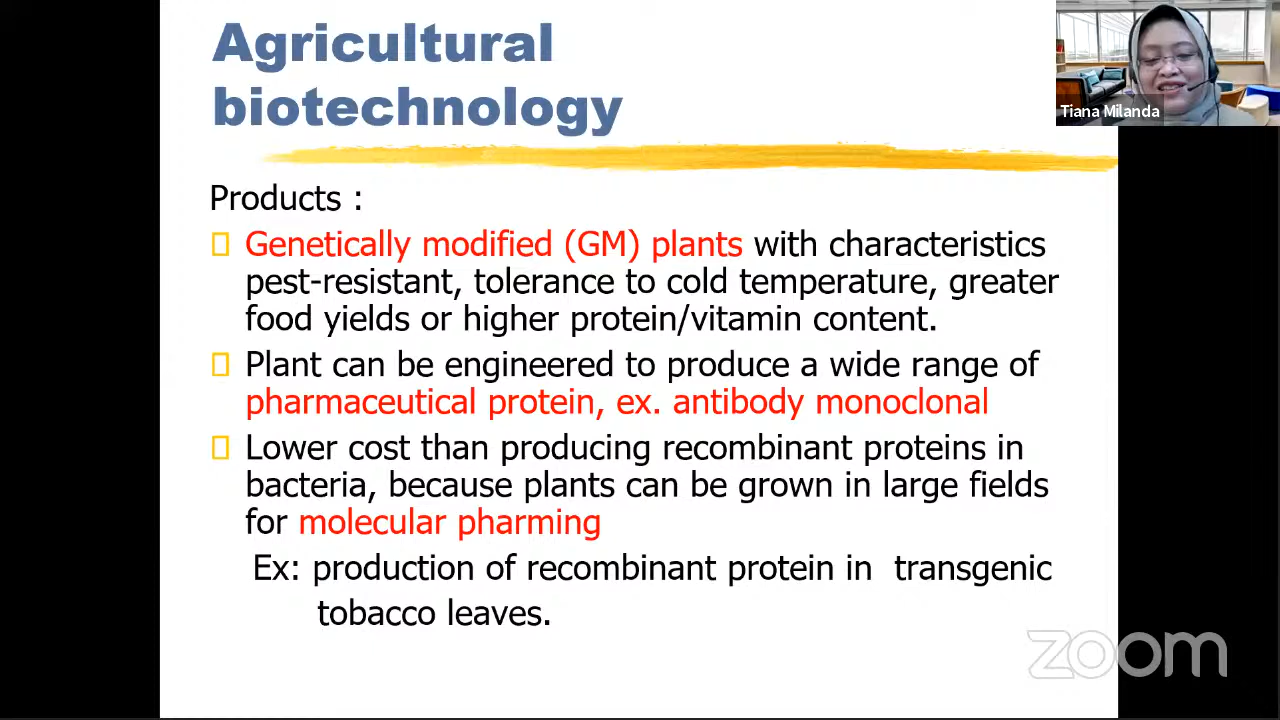 Agricultural
biotechnology
Tiana Milanda
Products :
Genetically modified (GM) plants with characteristics
pest-resistant, tolerance to cold temperature, greater
food yields or higher protein/vitamin content.
Plant can be engineered to produce a wide range of
pharmaceutical protein, ex. antibody monoclonal
Lower cost than producing recombinant proteins in
bacteria, because plants can be grown in large fields
for molecular pharming
Ex: production of recombinant protein in transgenic
tobacco leaves.
zoom